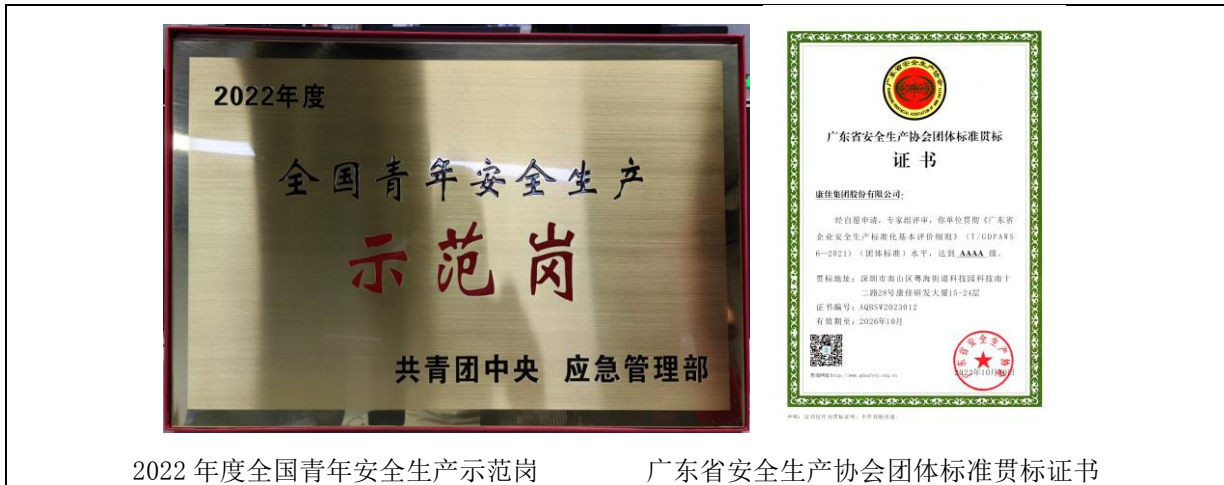 2022年度
全国青年安全生产
示范岗
共青团中央 应急管理部
广东省安全生产协会团体标准贯标
证书
康佳集团股份有限公司：
经自愿申请，专家组评审，你单位贯彻《广东省
企业安全生产标准化基本评价细则》（T/GDPAWS
6—2021）（团体标准）水平，达到 AAAA 级。
贯标地址：深圳市南山区粤海街道科技园科技南十
二路28号康佳研发大厦15-24层
证书编号：AQBSW2023012
有效期至：2026年10月
2022 年度全国青年安全生产示范岗
广东省安全生产协会团体标准贯标证书